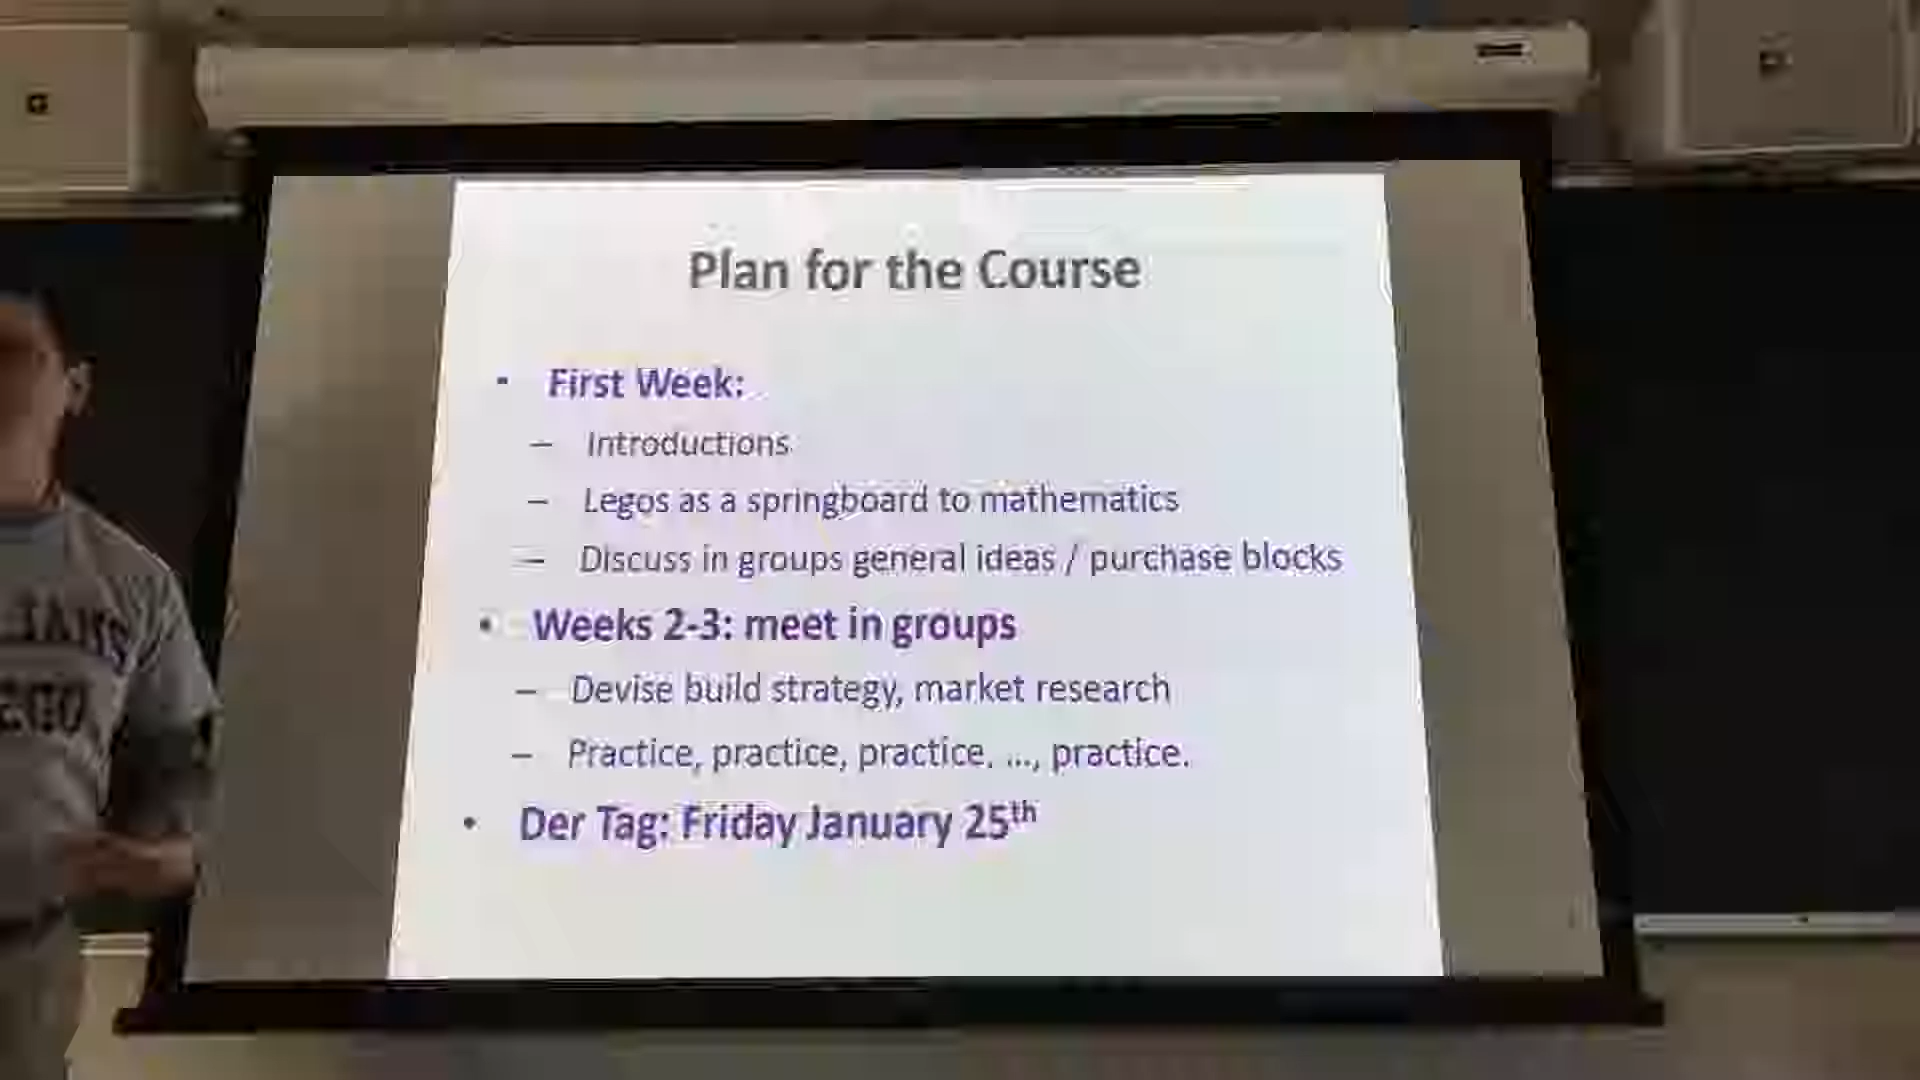 Plan for the Course
• First Week:
– Introductions
– Legos as a springboard to mathematics
– Discuss in groups general ideas / purchase blocks
• Weeks 2-3: meet in groups
– Devise build strategy, market research
– Practice, practice, practice, ..., practice.
• Der Tag: Friday January 25th